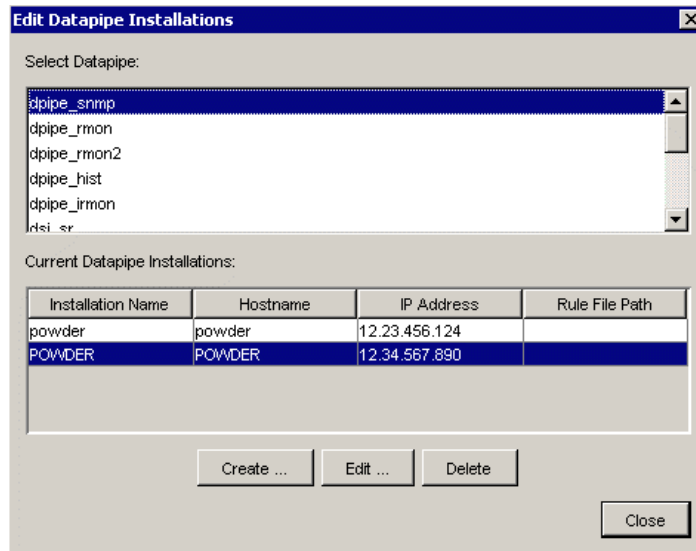 Edit Datapipe Installations
Select Datapipe:
dpipe_snmp
dpipe_rmon
dpipe_rmon2
dpipe_hist
dpipe_irmon
dsi_sr
Current Datapipe Installations:
Installation Name Hostname IP Address Rule File Path
powder powder 12.23.456.124
POWDER POWDER 12.34.567.890
Create ... Edit ... Delete
Close